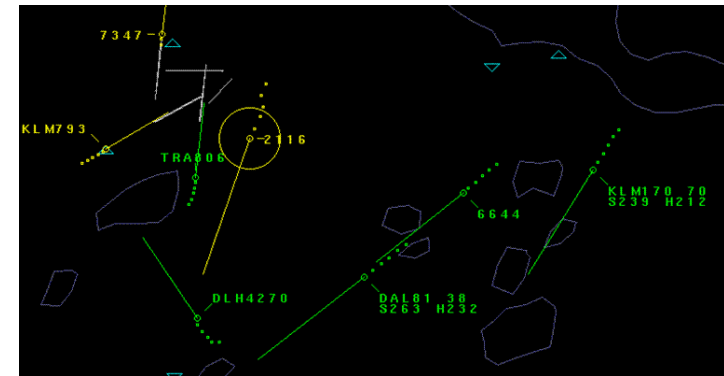 7347
KLM793
2116
TRA806
KLM170 70
S239 H212
6644
DLH4270
DAL81 38
S263 H232